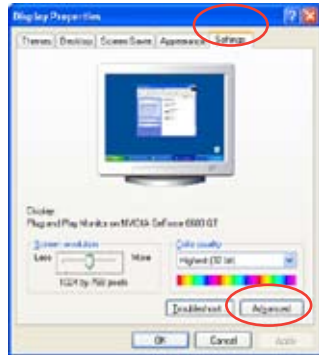 Display Properties
Themes Desktop Screen Saver Appearance Settings
Display:
Plug and Play Monitor on NVIDIA GeForce 6600 GT
Screen resolution
Less More
1024 by 768 pixels
Color quality
Highest (32 bit)
Troubleshoot... Advanced
OK Cancel Apply